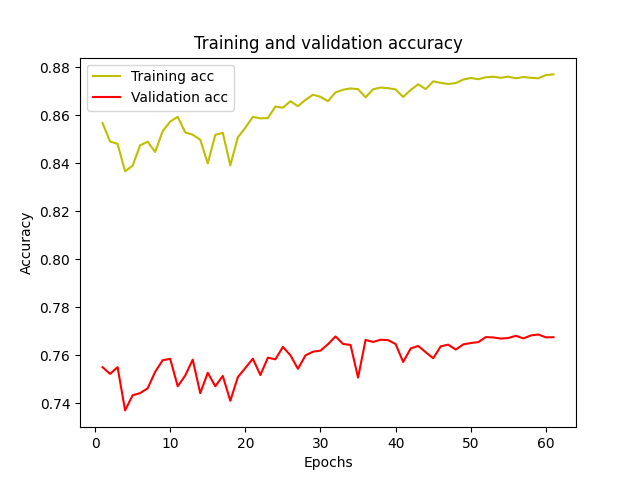 Training and validation accuracy
Training acc
Validation acc
0.88
0.86
0.84
0.82
0.80
0.78
0.76
0.74
Accuracy
0 10 20 30 40 50 60
Epochs